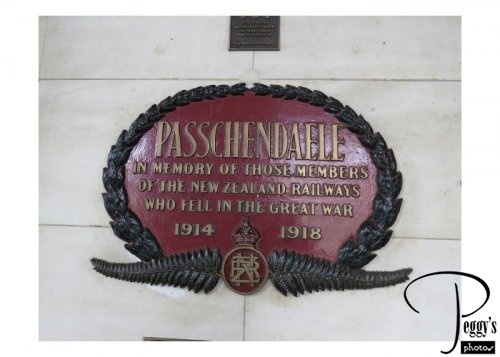 PASSCHENDAELE
IN MEMORY OF THOSE MEMBERS
OF THE NEW ZEALAND RAILWAYS
WHO FELL IN THE GREAT WAR
1914 1918
NZR
Peggy's
photos